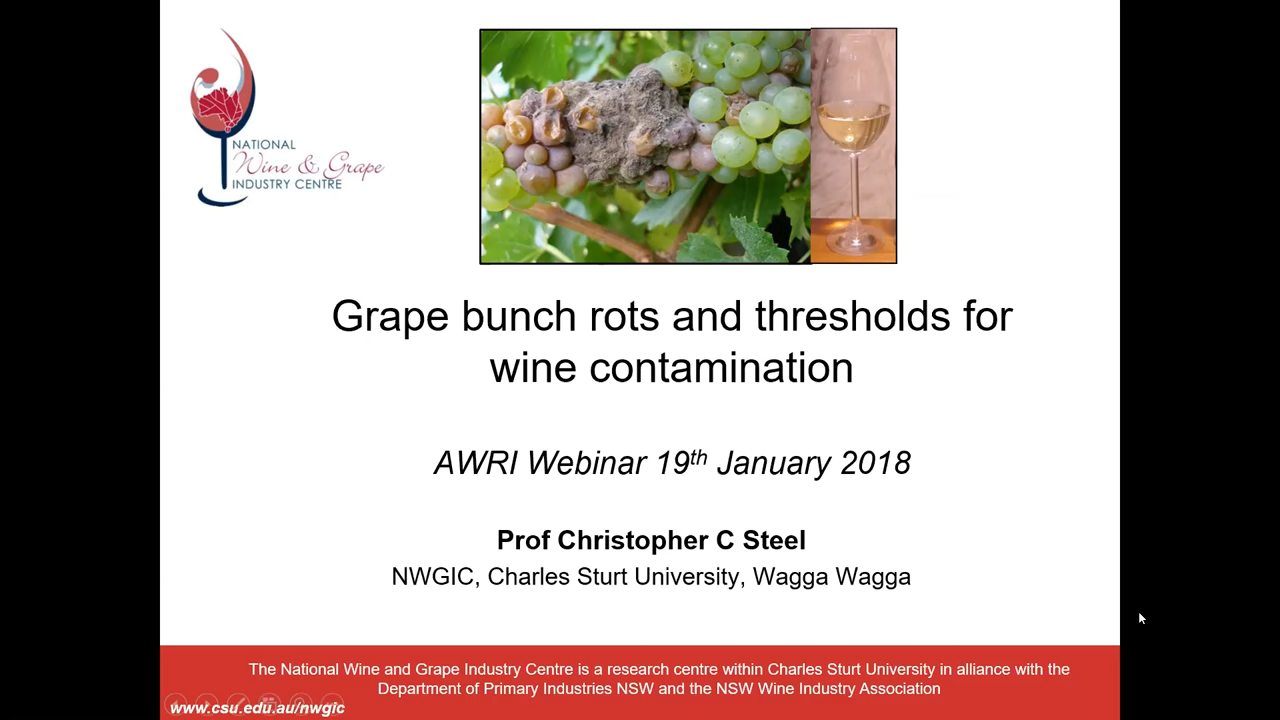 NATIONAL
Wine & Grape
INDUSTRY CENTRE
Grape bunch rots and thresholds for
wine contamination
AWRI Webinar 19th January 2018
Prof Christopher C Steel
NWGIC, Charles Sturt University, Wagga Wagga
The National Wine and Grape Industry Centre is a research centre within Charles Sturt University in alliance with the
Department of Primary Industries NSW and the NSW Wine Industry Association
www.csu.edu.au/nwgic